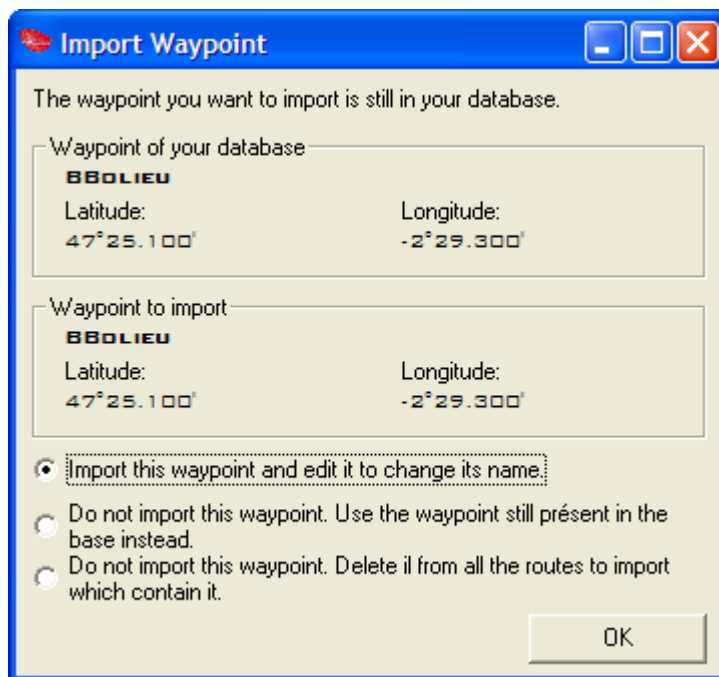 Import Waypoint
The waypoint you want to import is still in your database.
Waypoint of your database
BBOLIEU
Latitude:
Longitude:
47°25.100'
-2°29.300'
Waypoint to import
BBOLIEU
Latitude:
Longitude:
47°25.100'
-2°29.300'
Import this waypoint and edit it to change its name.
Do not import this waypoint. Use the waypoint still présent in the
base instead.
Do not import this waypoint. Delete il from all the routes to import
which contain it.
OK